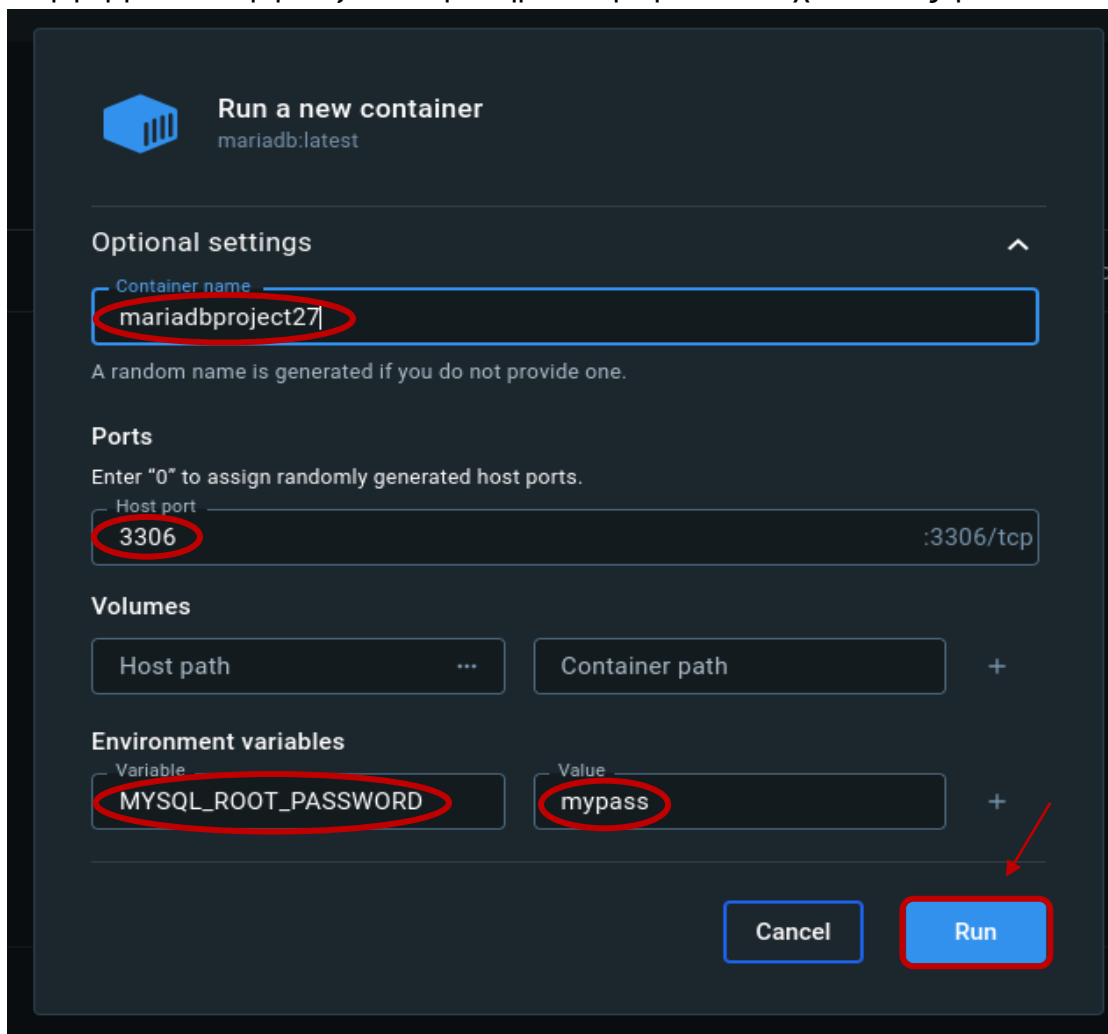 Run a new container
mariadb:latest
Optional settings
Container name
mariadbproject27
A random name is generated if you do not provide one.
Ports
Enter “0” to assign randomly generated host ports.
Host port
3306 :3306/tcp
Volumes
Host path ... Container path +
Environment variables
Variable Value
MYSQL_ROOT_PASSWORD mypass +
Cancel Run